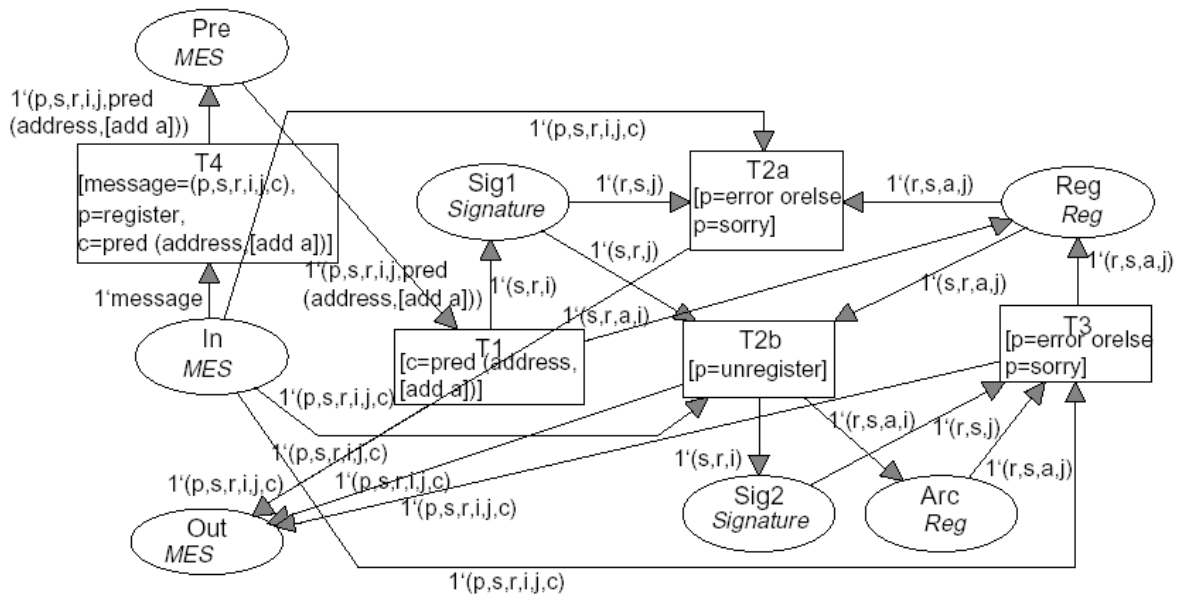 Pre
MES
1‘(p,s,r,i,j,pred
(address,[add a]))
1‘(p,s,r,i,j,c)
T4
[message=(p,s,r,i,j,c),
p=register,
c=pred (address,[add a])]
Sig1
Signature
1‘(r,s,j)
T2a
[p=error orelse
p=sorry]
1‘(r,s,a,j)
Reg
Reg
1‘(s,r,j)
1‘(p,s,r,i,j,pred
(address,[add a]))
1‘(s,r,i)
1‘(r,s,a,j)
1‘(s,r,a,j)
1‘message
1‘(s,r,a,i)
In
MES
T1
[c=pred (address,
[add a])]
T2b
[p=unregister]
T3
[p=error orelse
p=sorry]
1‘(p,s,r,i,j,c)
1‘(r,s,a,i)
1‘(r,s,j)
1‘(p,s,r,i,j,c)
1‘(s,r,i)
1‘(r,s,a,j)
1‘(p,s,r,i,j,c)
1‘(p,s,r,i,j,c)
1‘(p,s,r,i,j,c)
Sig2
Signature
Arc
Reg
Out
MES
1‘(p,s,r,i,j,c)